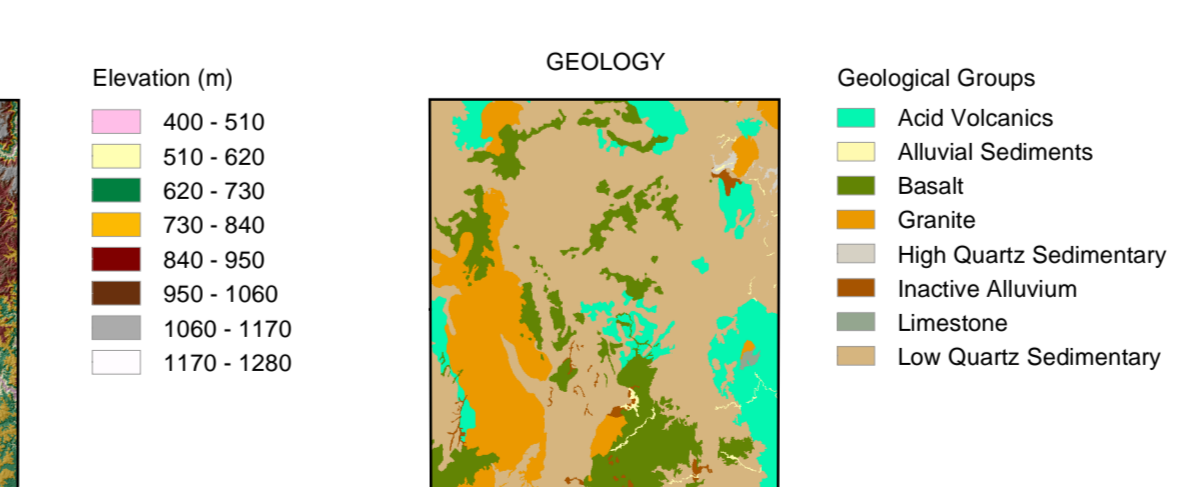 Elevation (m)
400 - 510
510 - 620
620 - 730
730 - 840
840 - 950
950 - 1060
1060 - 1170
1170 - 1280
GEOLOGY
Geological Groups
Acid Volcanics
Alluvial Sediments
Basalt
Granite
High Quartz Sedimentary
Inactive Alluvium
Limestone
Low Quartz Sedimentary